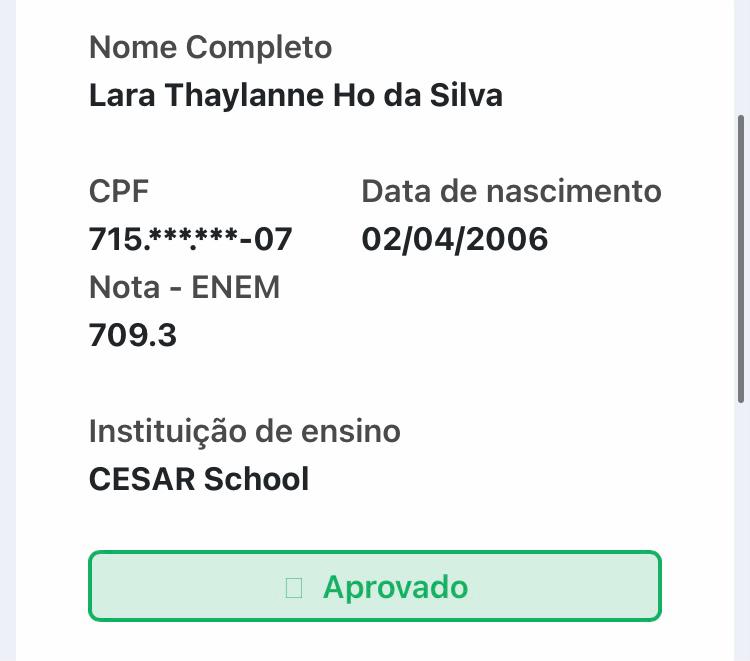 Nome Completo
Lara Thaylanne Ho da Silva
CPF
715.***.***-07
Data de nascimento
02/04/2006
Nota - ENEM
709.3
Instituição de ensino
CESAR School
Aprovado